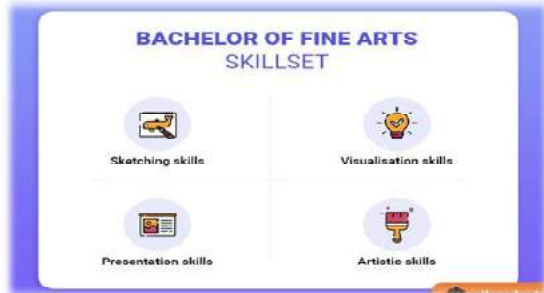 BACHELOR OF FINE ARTS
SKILLSET
Sketching skills
Visualisation skills
Presentation skills
Artistic skills